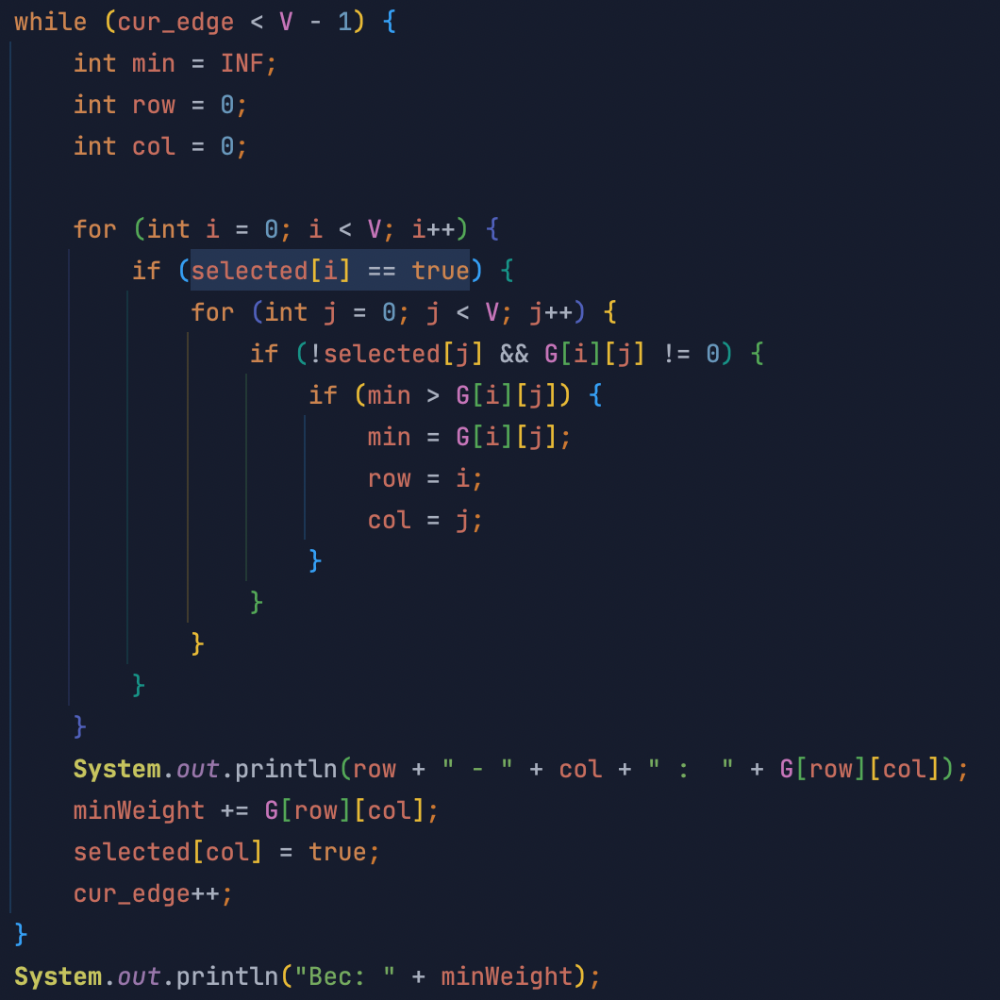 while (cur_edge < V - 1) {
    int min = INF;
    int row = 0;
    int col = 0;

    for (int i = 0; i < V; i++) {
        if (selected[i] == true) {
            for (int j = 0; j < V; j++) {
                if (!selected[j] && G[i][j] != 0) {
                    if (min > G[i][j]) {
                        min = G[i][j];
                        row = i;
                        col = j;
                    }
                }
            }
        }
    }
    System.out.println(row + " - " + col + " :  " + G[row][col]);
    minWeight += G[row][col];
    selected[col] = true;
    cur_edge++;
}
System.out.println("Вес: " + minWeight);